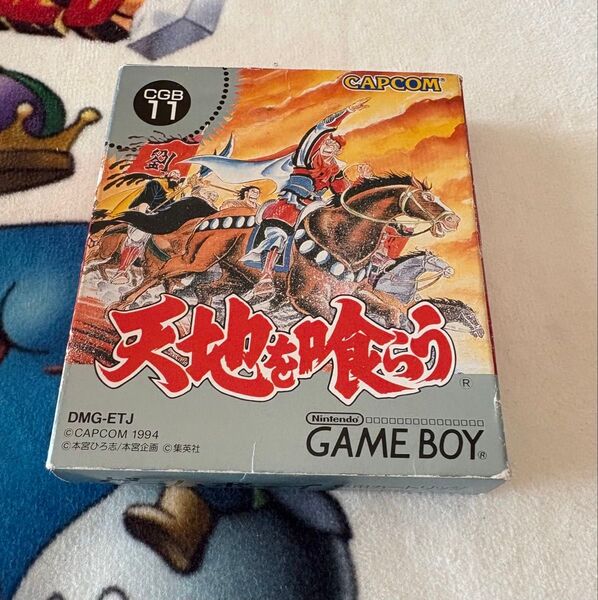 CGB
11
CAPCOM
劉
天地を喰らう
®
DMG-ETJ
©CAPCOM 1994
©本宮ひろ志/本宮企画 ©集英社
Nintendo
GAME BOY®